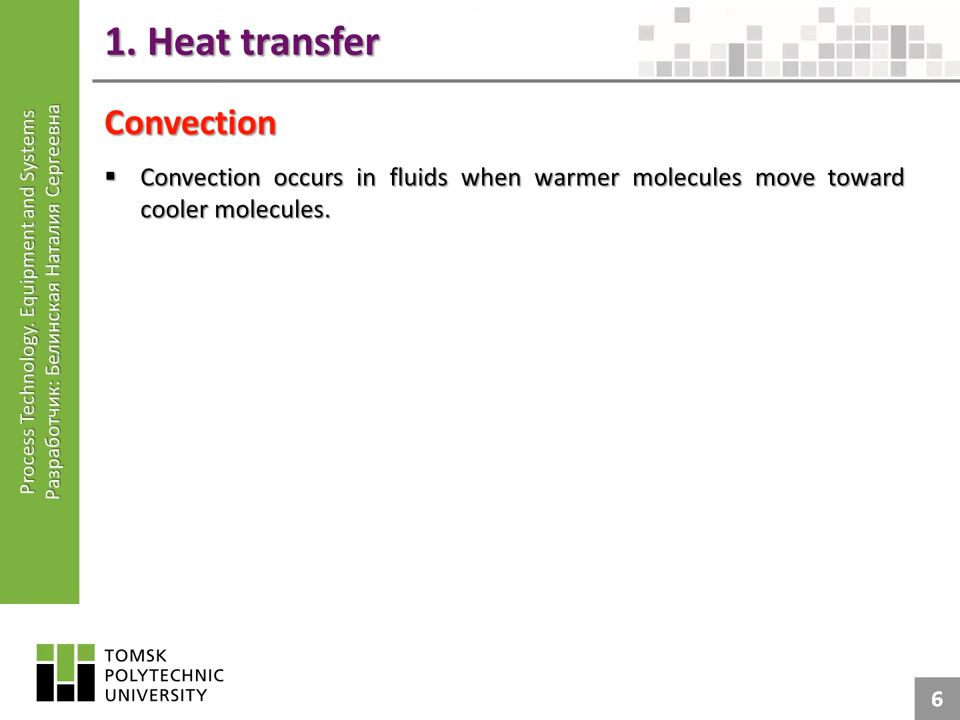 1. Heat transfer
Convection
▪ Convection occurs in fluids when warmer molecules move toward
cooler molecules.
Process Technology. Equipment and Systems
Разработчик: Белинская Наталия Сергеевна
TOMSK
POLYTECHNIC
UNIVERSITY
6